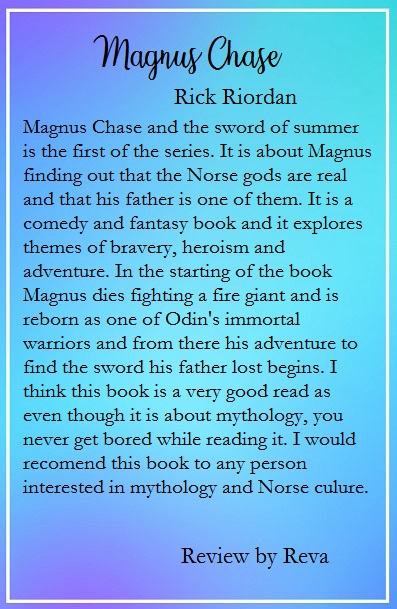 Magnus Chase
Rick Riordan
Magnus Chase and the sword of summer
is the first of the series. It is about Magnus
finding out that the Norse gods are real
and that his father is one of them. It is a
comedy and fantasy book and it explores
themes of bravery, heroism and
adventure. In the starting of the book
Magnus dies fighting a fire giant and is
reborn as one of Odin's immortal
warriors and from there his adventure to
find the sword his father lost begins. I
think this book is a very good read as
even though it is about mythology, you
never get bored while reading it. I would
recomend this book to any person
interested in mythology and Norse culure.
Review by Reva